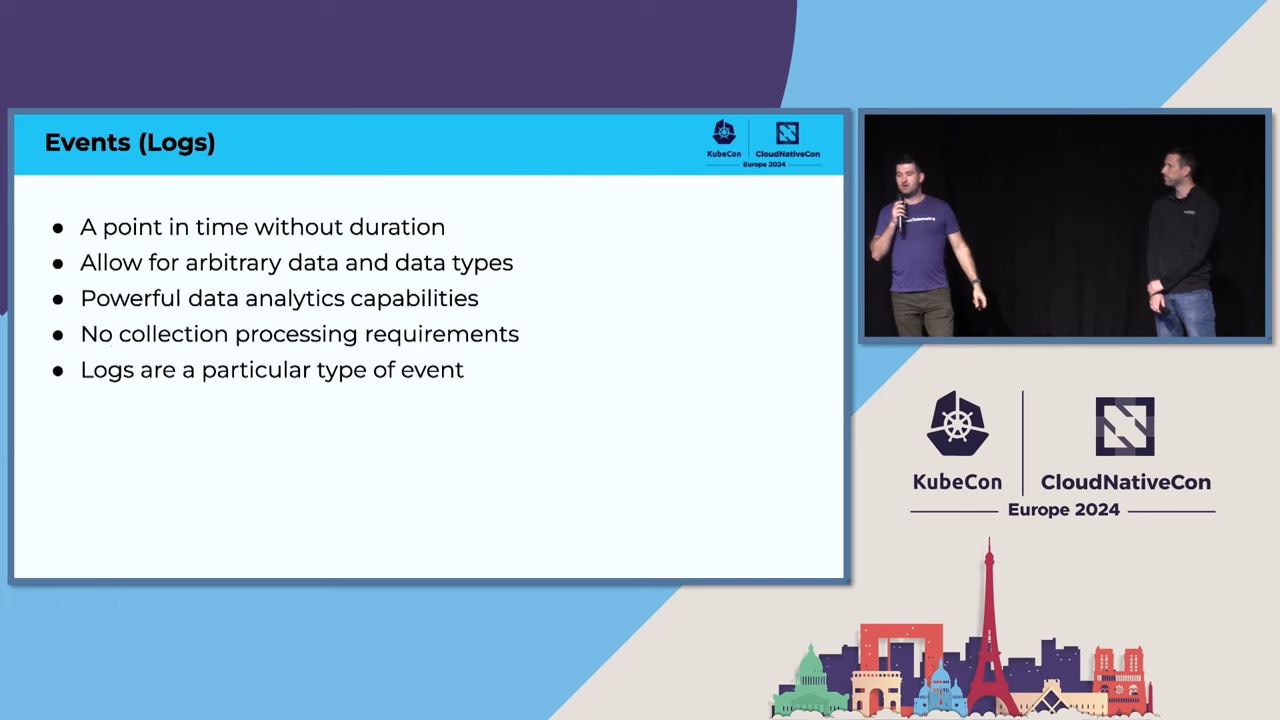 Events (Logs)
KubeCon
CloudNativeCon
Europe 2024
A point in time without duration
Allow for arbitrary data and data types
Powerful data analytics capabilities
No collection processing requirements
Logs are a particular type of event
KubeCon
CloudNativeCon
Europe 2024